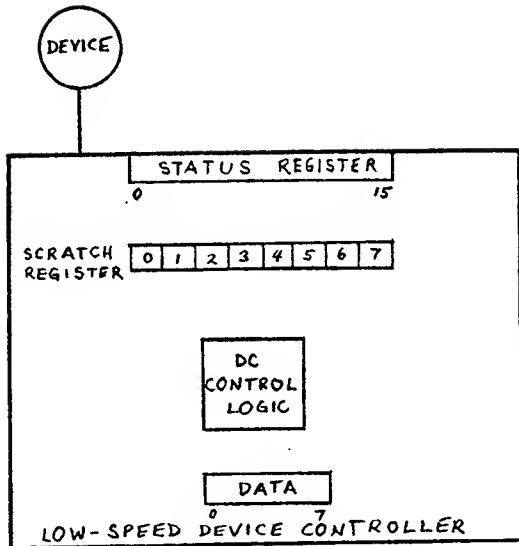 DEVICE
STATUS REGISTER
0 15
SCRATCH
REGISTER
0 1 2 3 4 5 6 7
DC
CONTROL
LOGIC
DATA
0 7
LOW-SPEED DEVICE CONTROLLER